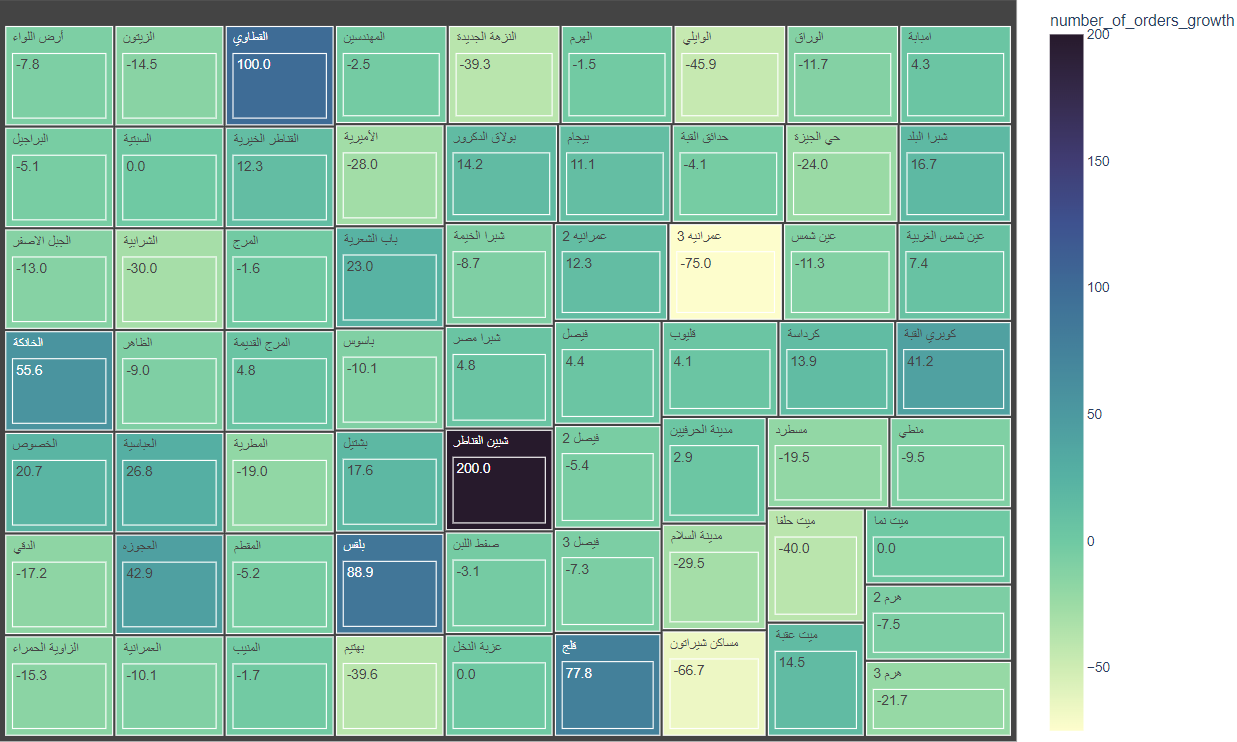 number_of_orders_growth
أرض اللواء
-7.8
الزيتون
-14.5
القطاوي
100.0
المهندسين
-2.5
النزهة الجديدة
-39.3
الهرم
-1.5
الوايلي
-45.9
الوراق
-11.7
امبابة
4.3
البراجيل
-5.1
السبتية
0.0
القناطر الخيرية
12.3
الأميرية
-28.0
بولاق الدكرور
14.2
بيجام
11.1
حدائق القبة
-4.1
حي الجيزة
-24.0
شبرا البلد
16.7
الجبل الاصفر
-13.0
الشرابية
-30.0
المرج
-1.6
باب الشعرية
23.0
شبرا الخيمة
-8.7
عمرانيه 2
12.3
عمرانيه 3
-75.0
عين شمس
-11.3
عين شمس الغربية
7.4
الخانكة
55.6
الظاهر
-9.0
المرج القديمة
4.8
باسوس
-10.1
شبرا مصر
4.8
فيصل
4.4
قليوب
4.1
كرداسة
13.9
كوبري القبة
41.2
الخصوص
20.7
العباسية
26.8
المطرية
-19.0
بشتيل
17.6
شبين القناطر
200.0
فيصل 2
-5.4
مدينة الحرفيين
2.9
مسطرد
-19.5
منطي
-9.5
الدقي
-17.2
العجوزه
42.9
المقطم
-5.2
بلقس
88.9
صفط اللبن
-3.1
فيصل 3
-7.3
مدينة السلام
-29.5
ميت حلفا
-40.0
ميت نما
0.0
هرم 2
-7.5
الزاوية الحمراء
-15.3
العمرانية
-10.1
المنيب
-1.7
بهتيم
-39.6
عزبة النخل
0.0
قلج
77.8
مساكن شيراتون
-66.7
ميت عقبة
14.5
هرم 3
-21.7
200
150
100
50
0
−50